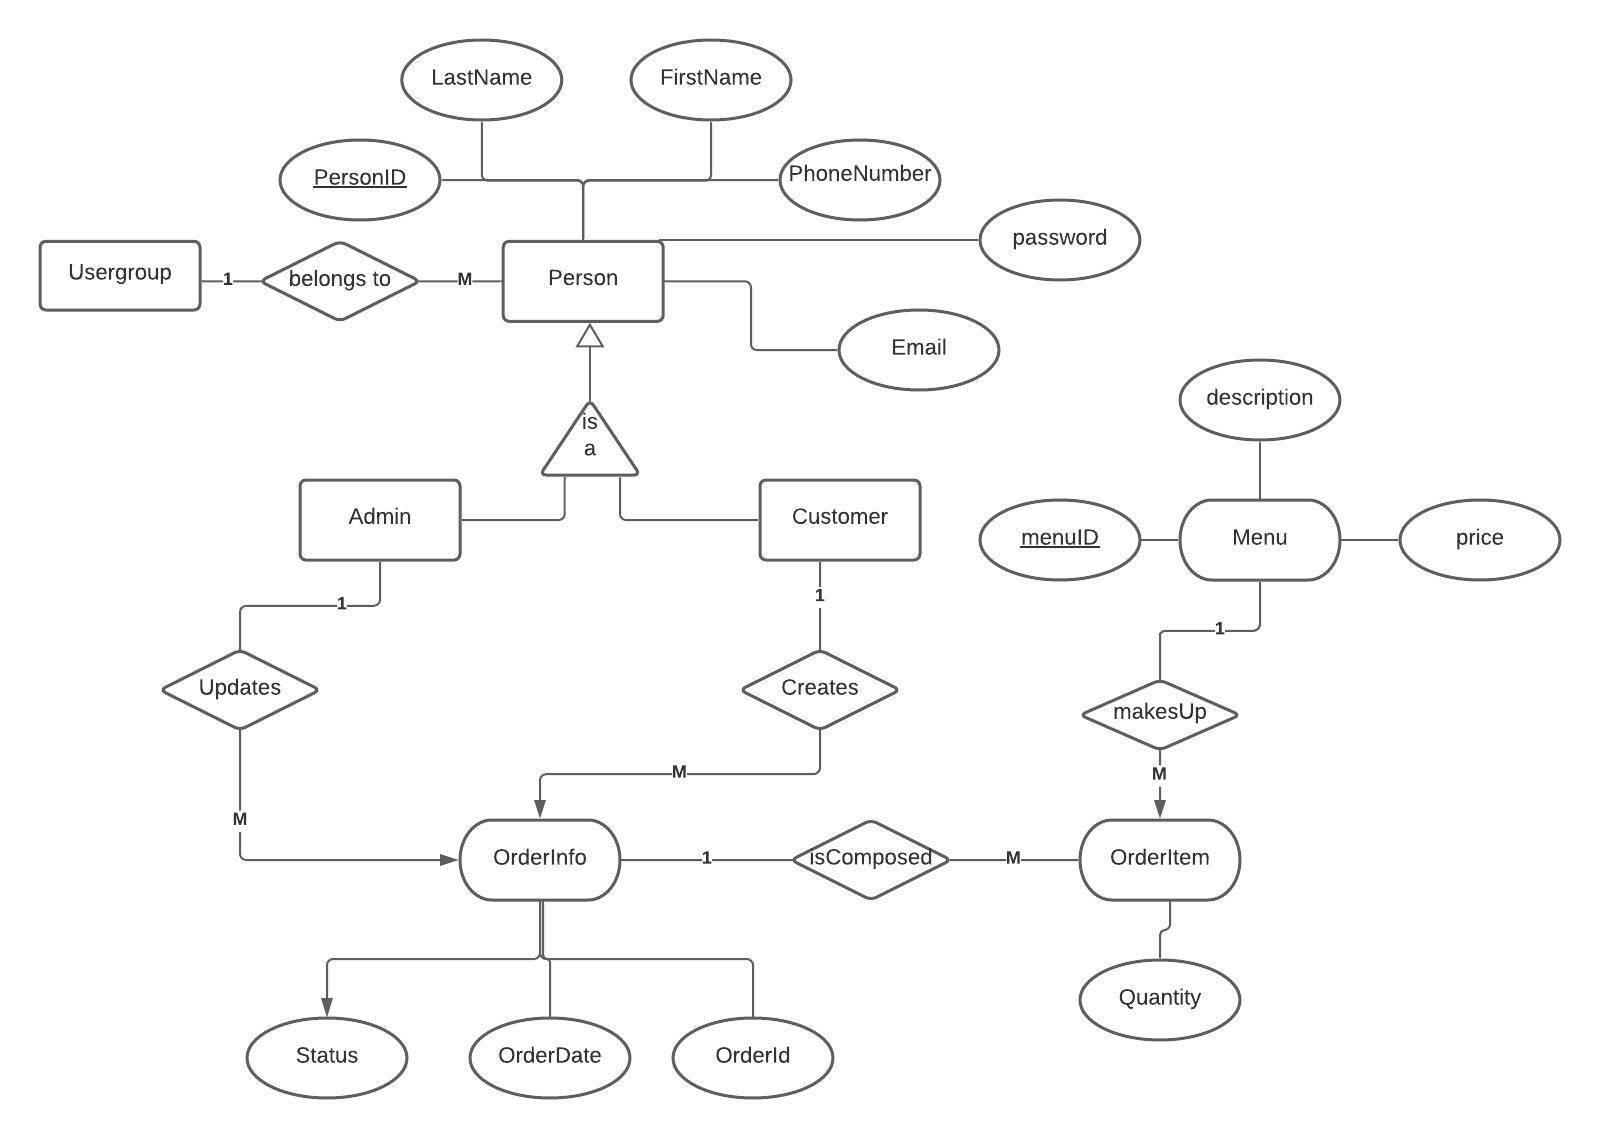 LastName
FirstName
PersonID
PhoneNumber
password
Usergroup
1
belongs to
M
Person
Email
is
a
description
Admin
Customer
menuID
Menu
price
1
1
1
Updates
Creates
makesUp
M
M
M
OrderInfo
1
isComposed
M
OrderItem
Quantity
Status
OrderDate
OrderId